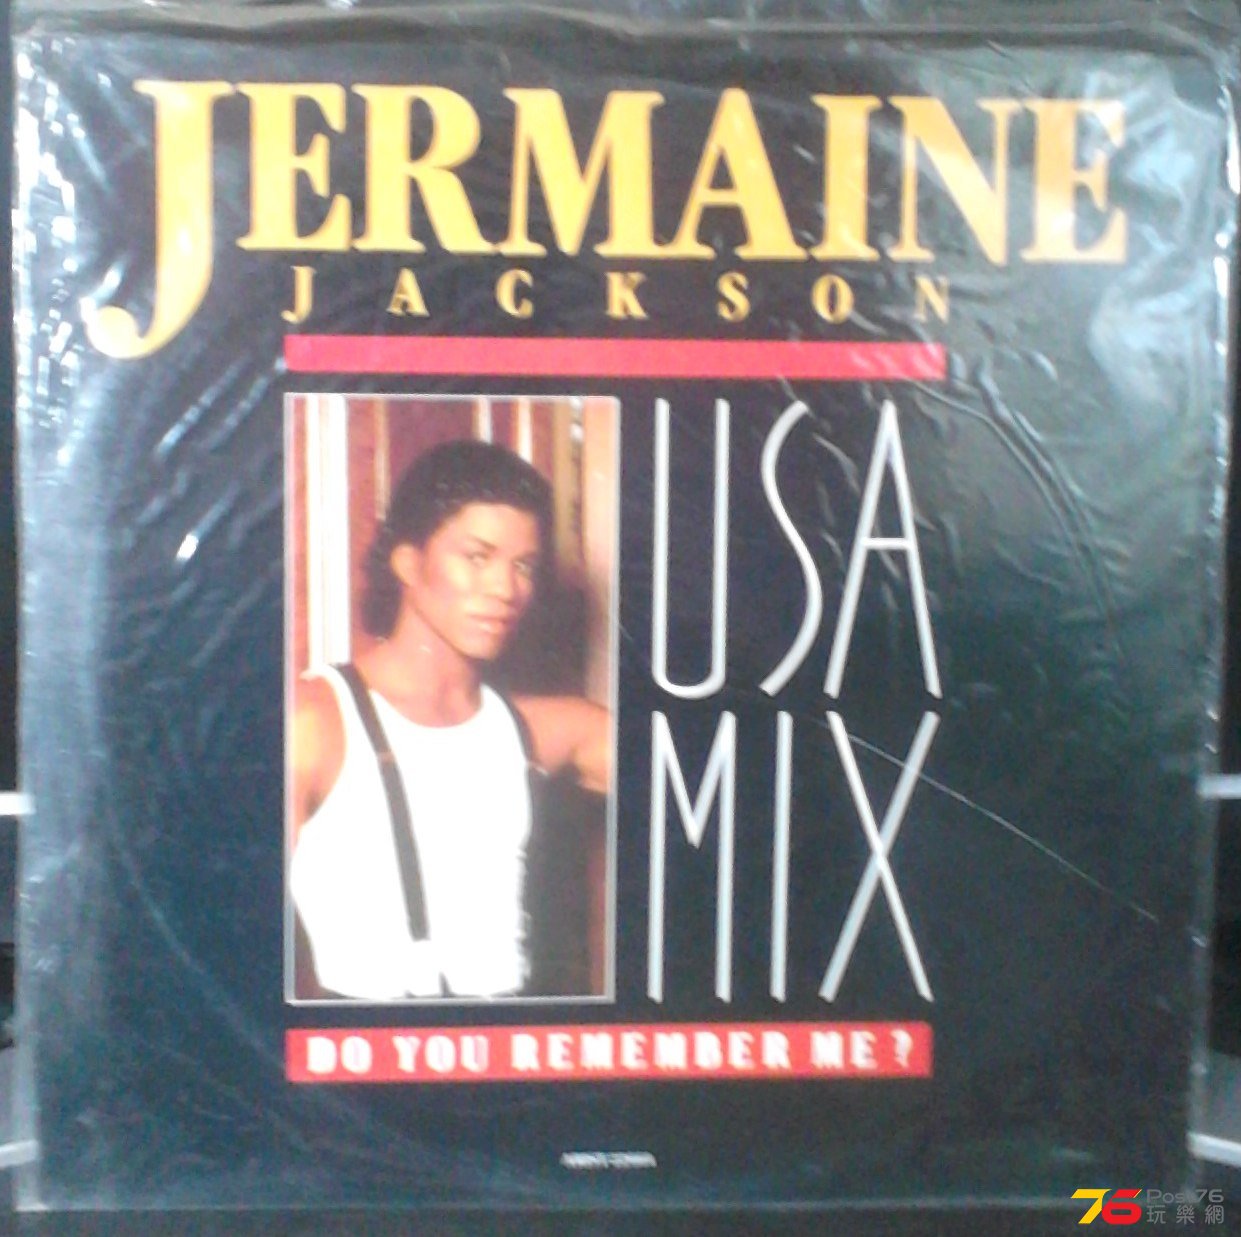 JERMAINE
JACKSON
USA
MIX
DO YOU REMEMBER ME?
76 Post76
玩樂網